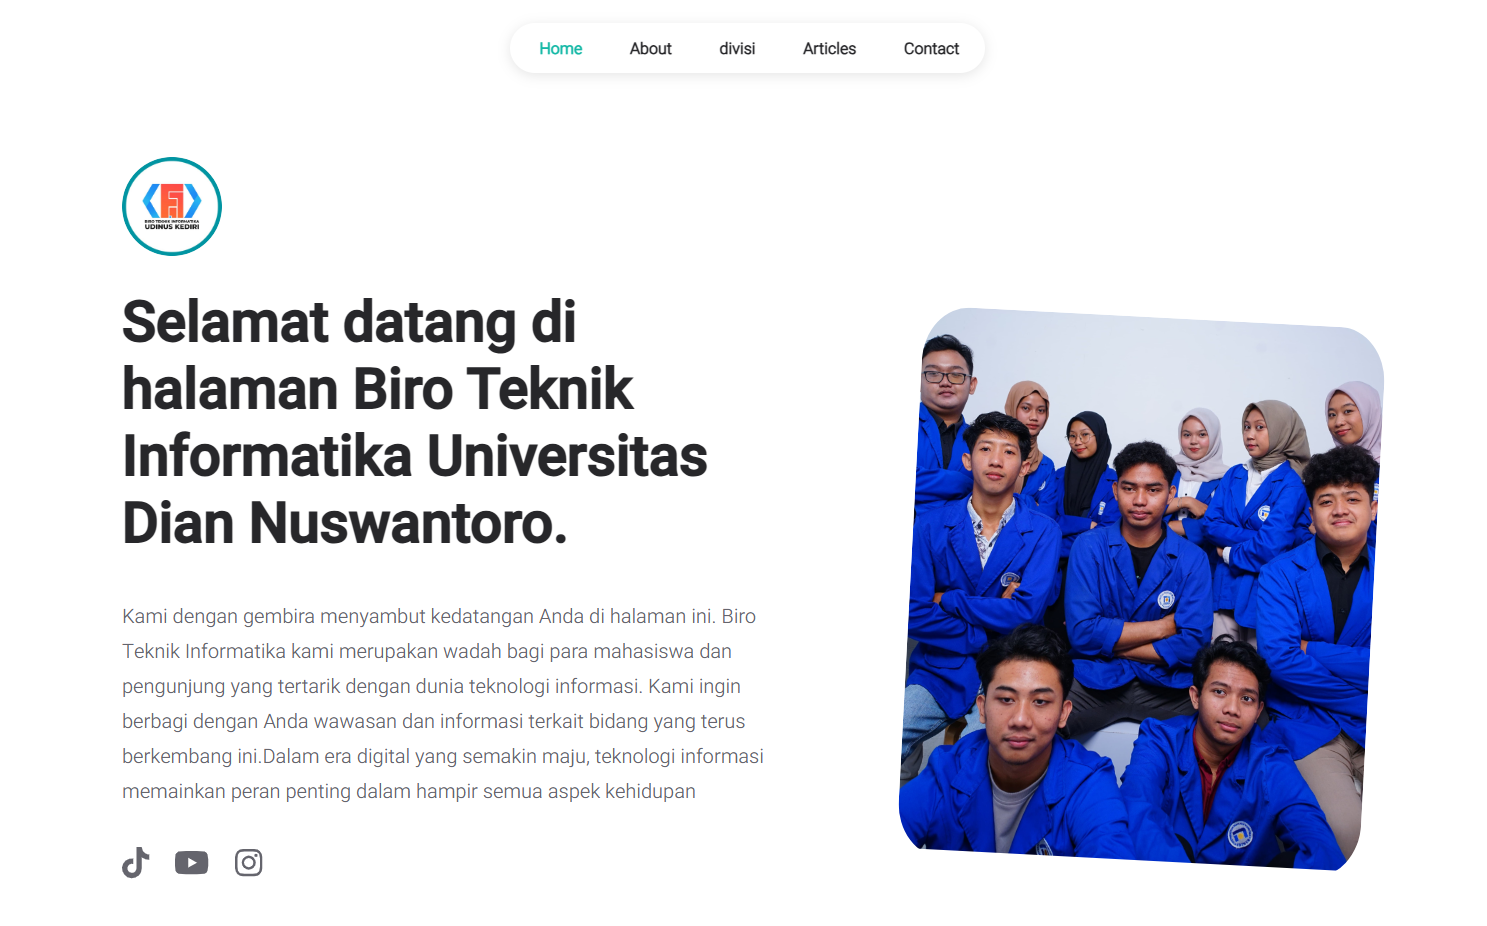 Home About divisi Articles Contact
BIRO TEKNIK INFORMATIKA
UDINUS KEDIRI
Selamat datang di
halaman Biro Teknik
Informatika Universitas
Dian Nuswantoro.
Kami dengan gembira menyambut kedatangan Anda di halaman ini. Biro
Teknik Informatika kami merupakan wadah bagi para mahasiswa dan
pengunjung yang tertarik dengan dunia teknologi informasi. Kami ingin
berbagi dengan Anda wawasan dan informasi terkait bidang yang terus
berkembang ini.Dalam era digital yang semakin maju, teknologi informasi
memainkan peran penting dalam hampir semua aspek kehidupan